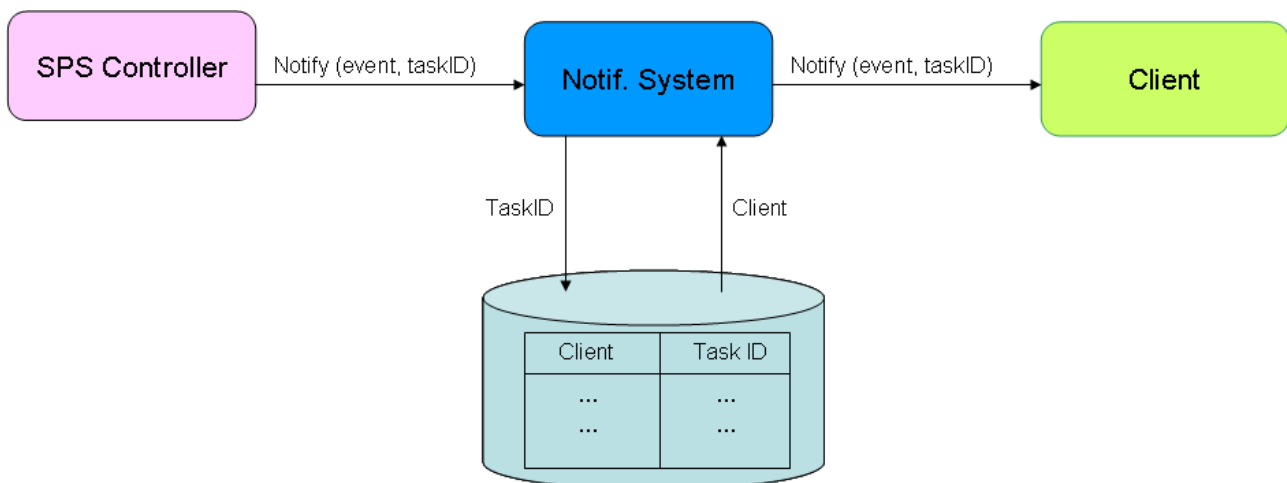 SPS Controller
Notify (event, taskID)
Notif. System
Notify (event, taskID)
Client
TaskID
Client
Client
Task ID
...
...
...
...